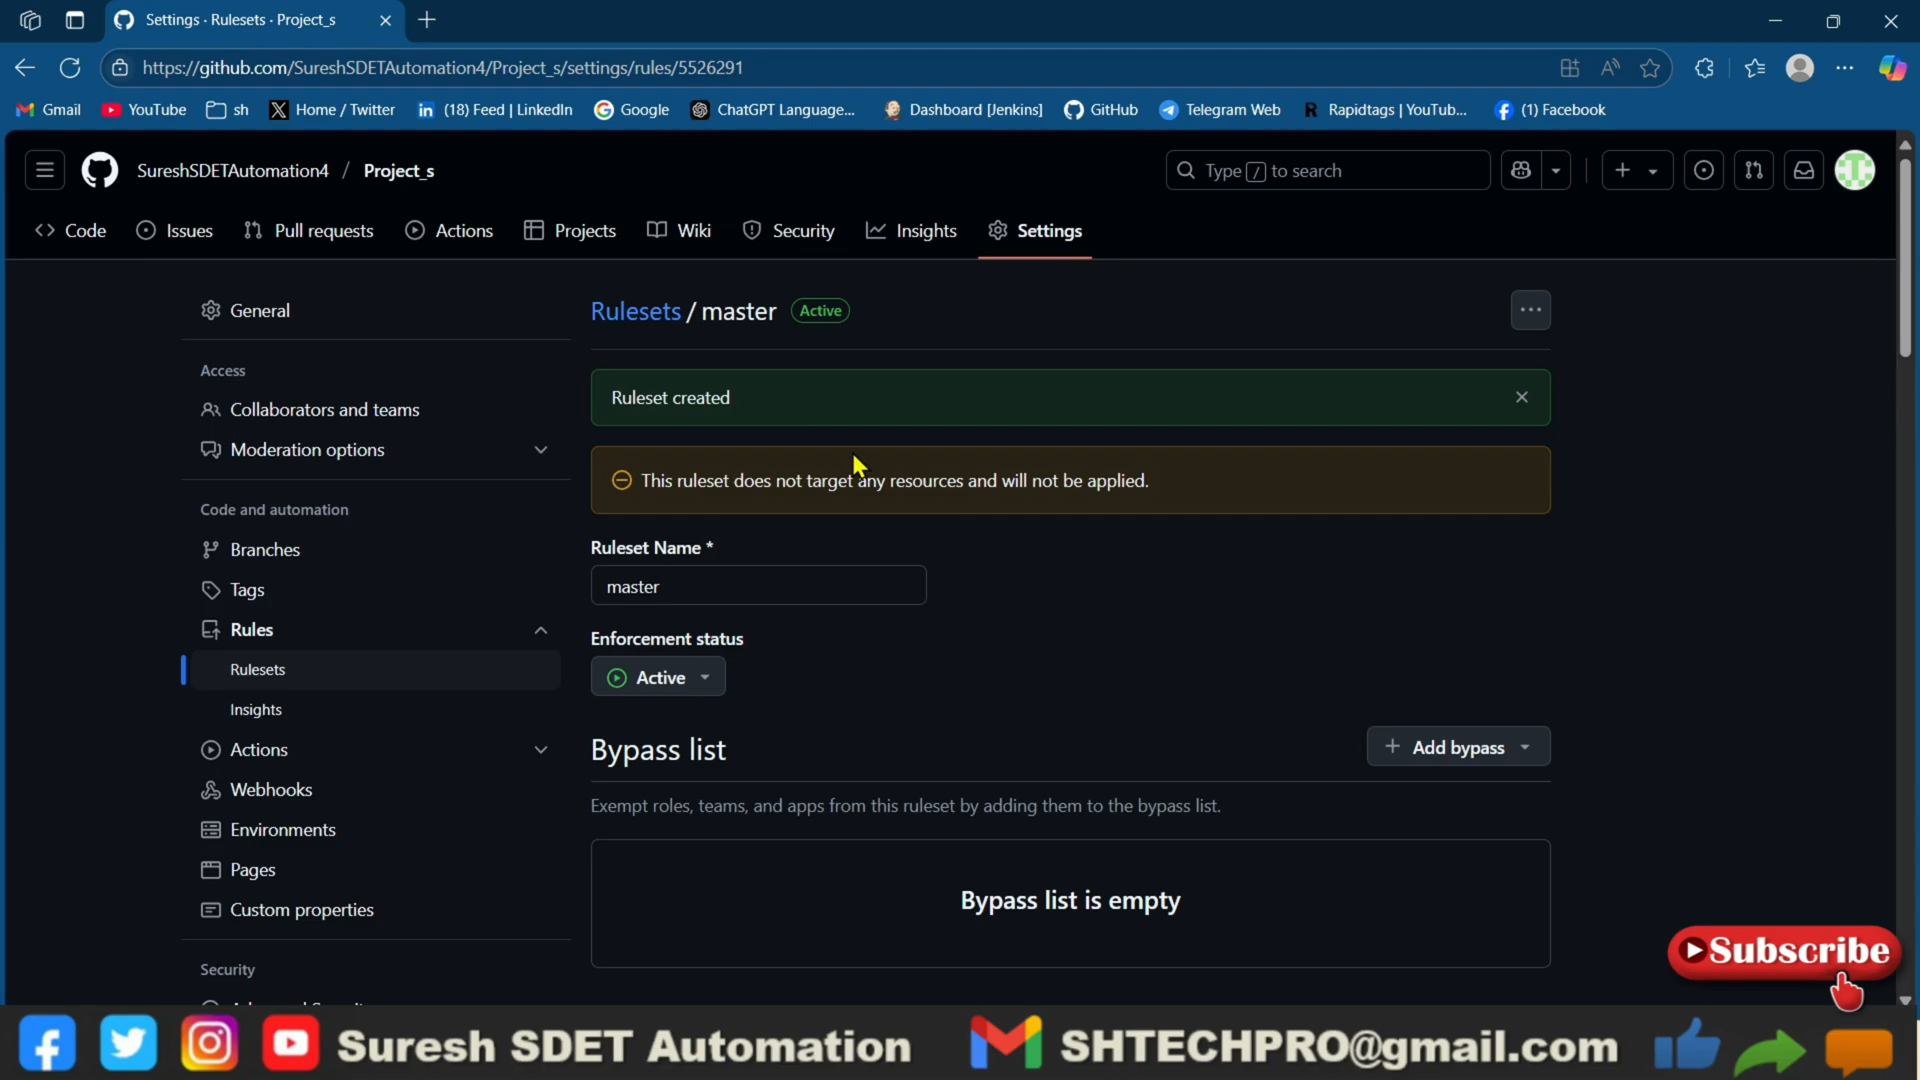 Settings · Rulesets · Project_s
https://github.com/SureshSDETAutomation4/Project_s/settings/rules/5526291
Gmail
YouTube
sh
Home / Twitter
(18) Feed | LinkedIn
Google
ChatGPT Language...
Dashboard [Jenkins]
GitHub
Telegram Web
Rapidtags | YouTub...
(1) Facebook
SureshSDETAutomation4 / Project_s
Type / to search
Code
Issues
Pull requests
Actions
Projects
Wiki
Security
Insights
Settings
General
Access
Collaborators and teams
Moderation options
Code and automation
Branches
Tags
Rules
Rulesets
Insights
Actions
Webhooks
Environments
Pages
Custom properties
Security
Rulesets / master Active
Ruleset created
This ruleset does not target any resources and will not be applied.
Ruleset Name *
master
Enforcement status
Active
Bypass list
Add bypass
Exempt roles, teams, and apps from this ruleset by adding them to the bypass list.
Bypass list is empty
Subscribe
Suresh SDET Automation
SHTECHPRO@gmail.com